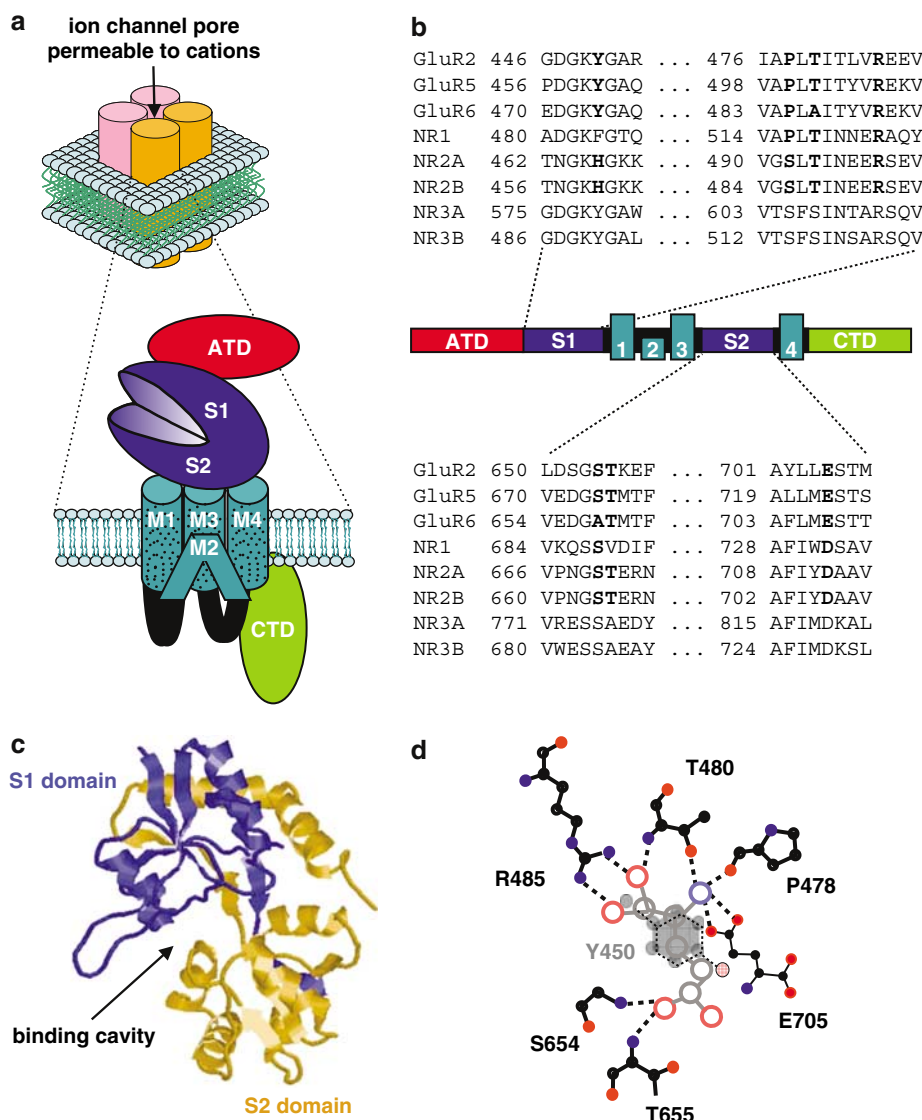 a
ion channel pore
permeable to cations
ATD
S1
S2
M1 M3 M4
M2
CTD
b
GluR2 446 GDGKYGAR ... 476 IAPLTITLVREEV
GluR5 456 PDGKYGAQ ... 498 VAPLTITYVREKV
GluR6 470 EDGKYGAQ ... 483 VAPLAITYVREKV
NR1 480 ADGKFGTQ ... 514 VAPLTINNERAQY
NR2A 462 TNGKHGKK ... 490 VGSLTINEERSEV
NR2B 456 TNGKHGKK ... 484 VGSLTINEERSEV
NR3A 575 GDGKYGAW ... 603 VTSFSINTARSQV
NR3B 486 GDGKYGAL ... 512 VTSFSINSARSQV
ATD S1 1 2 3 S2 4 CTD
GluR2 650 LDSGSTKEF ... 701 AYLLESTM
GluR5 670 VEDGSTMTF ... 719 ALLMESTS
GluR6 654 VEDGATMTF ... 703 AFLMESTT
NR1 684 VKQSSVDIF ... 728 AFIWDSAV
NR2A 666 VPNGSTERN ... 708 AFIYDAAV
NR2B 660 VPNGSTERN ... 702 AFIYDAAV
NR3A 771 VRESSAEDY ... 815 AFIMDKAL
NR3B 680 VWESSAEAY ... 724 AFIMDKSL
c
S1 domain
binding cavity
S2 domain
d
T480
R485
P478
Y450
E705
S654
T655